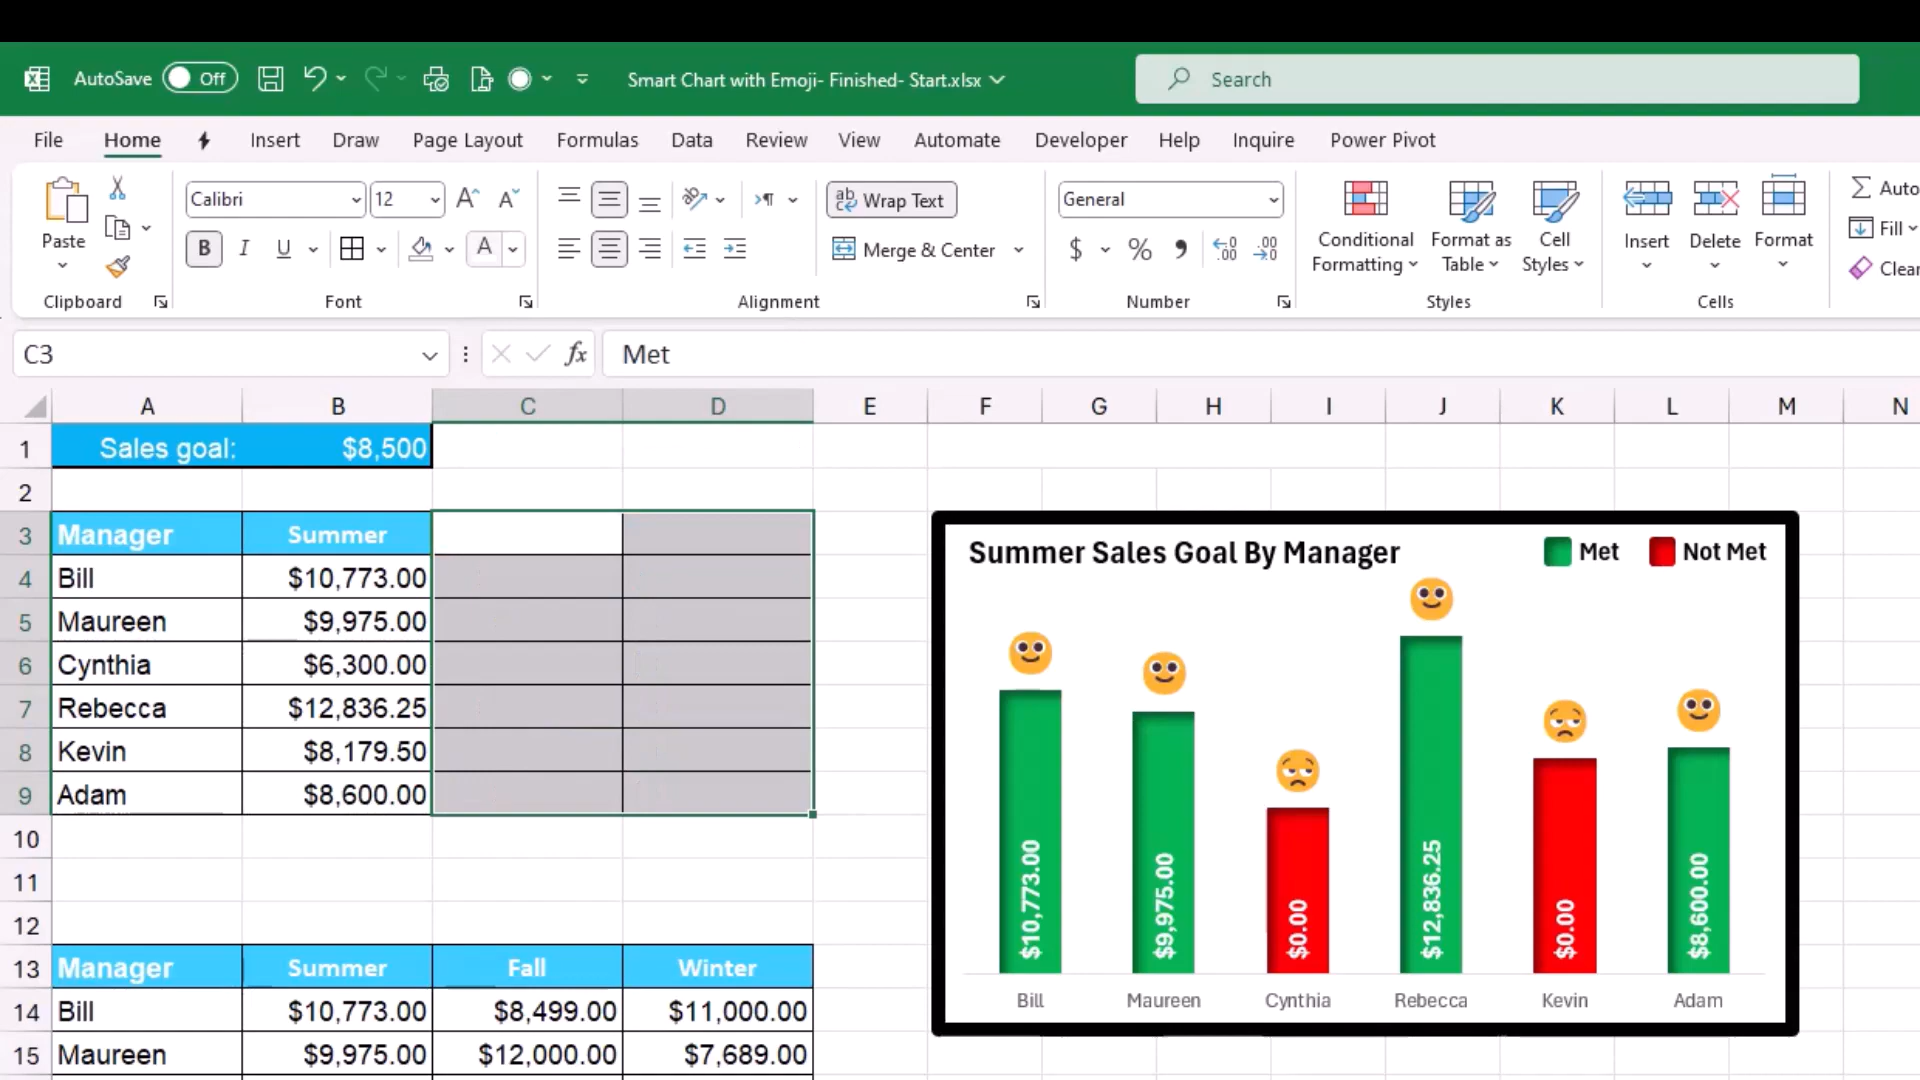 AutoSave Off Smart Chart with Emoji- Finished- Start.xlsx Search
File Home Insert Draw Page Layout Formulas Data Review View Automate Developer Help Inquire Power Pivot
Paste
Clipboard
Calibri 12
B I U A
Font
Wrap Text
Merge & Center
Alignment
General
$ %
Number
Conditional Formatting
Format as Table
Cell Styles
Styles
Insert Delete Format
Cells
Auto
Fill
Clear
C3 fx Met
A B C D E F G H I J K L M N
1 Sales goal: $8,500
2
3 Manager Summer
4 Bill $10,773.00
5 Maureen $9,975.00
6 Cynthia $6,300.00
7 Rebecca $12,836.25
8 Kevin $8,179.50
9 Adam $8,600.00
10
11
12
13 Manager Summer Fall Winter
14 Bill $10,773.00 $8,499.00 $11,000.00
15 Maureen $9,975.00 $12,000.00 $7,689.00
Summer Sales Goal By Manager Met Not Met
$10,773.00 $9,975.00 $0.00 $12,836.25 $0.00 $8,600.00
Bill Maureen Cynthia Rebecca Kevin Adam